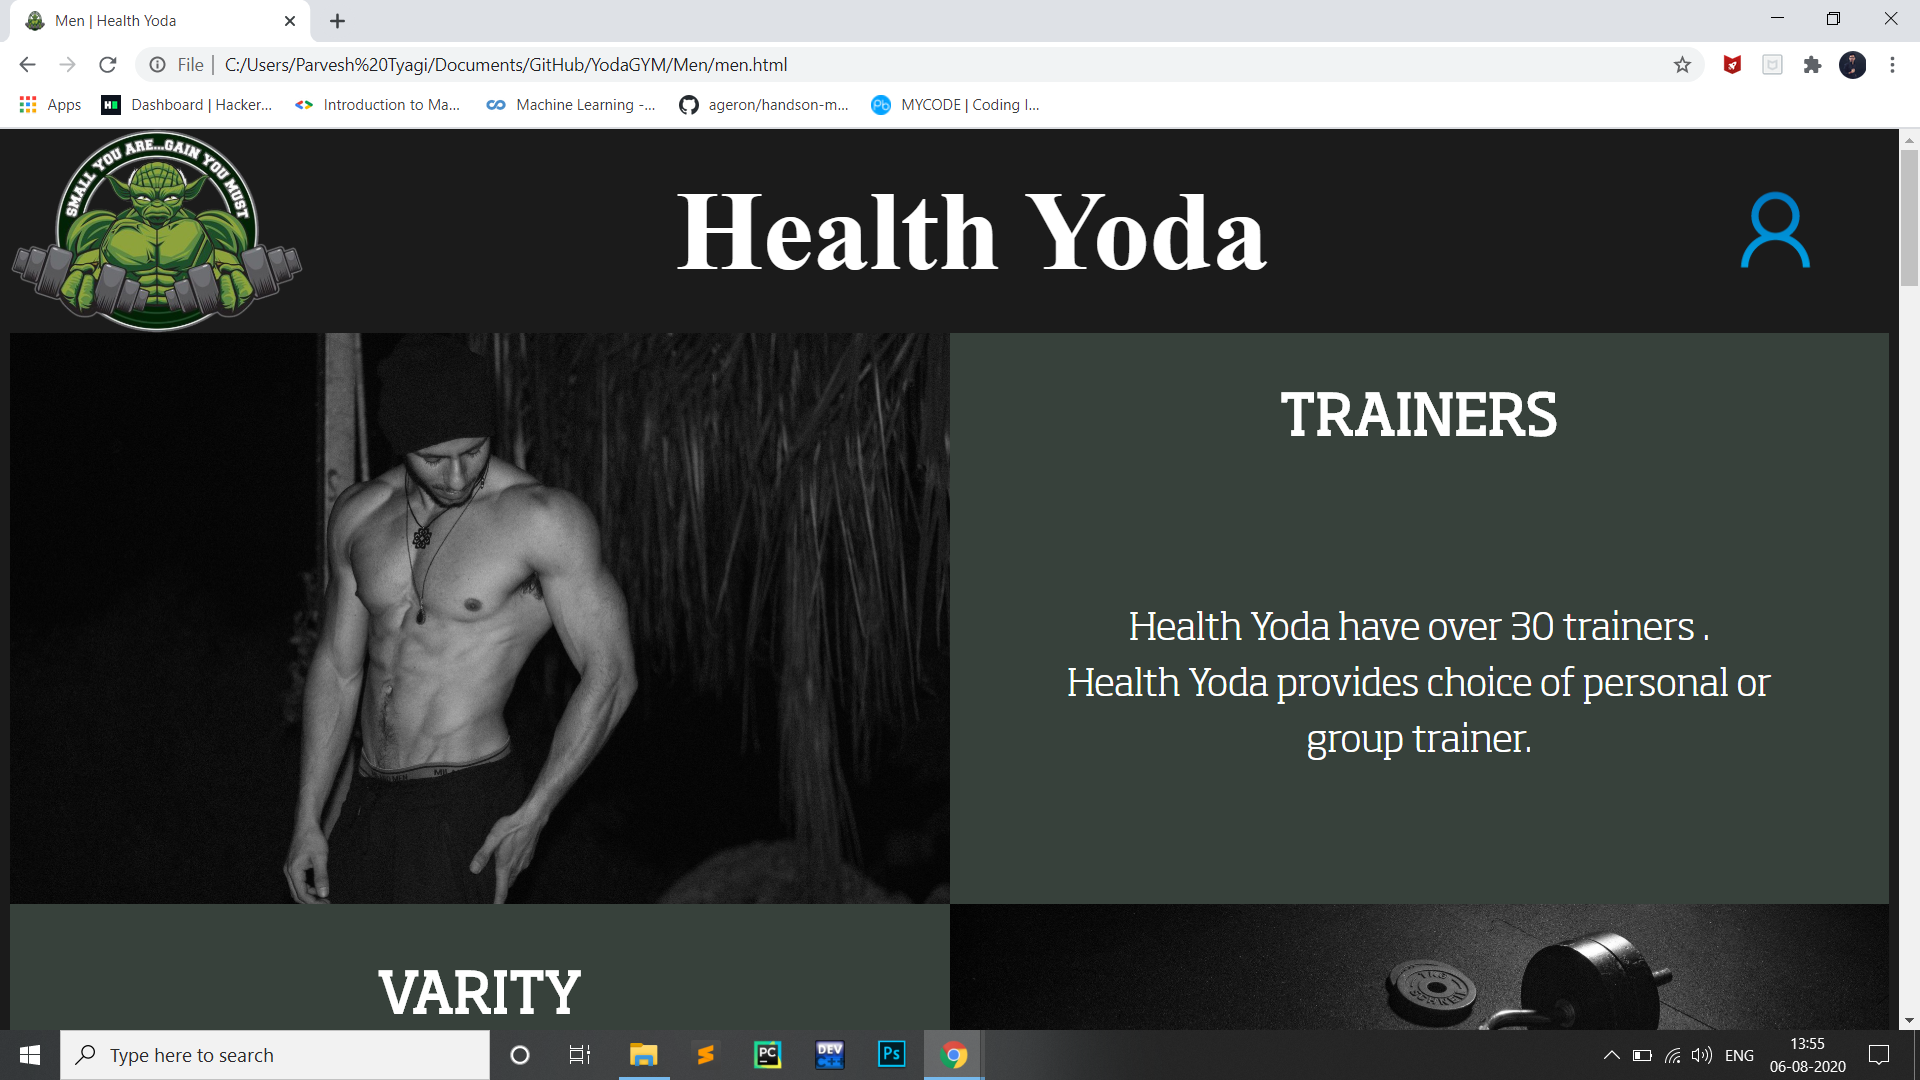 Men | Health Yoda
File | C:/Users/Parvesh%20Tyagi/Documents/GitHub/YodaGYM/Men/men.html
Apps
Dashboard | Hacker...
Introduction to Ma...
Machine Learning -...
ageron/handson-m...
MYCODE | Coding I...
SMALL YOU ARE...GAIN YOU MUST
Health Yoda
TRAINERS
Health Yoda have over 30 trainers .
Health Yoda provides choice of personal or
group trainer.
VARITY
Type here to search
ENG
13:55
06-08-2020